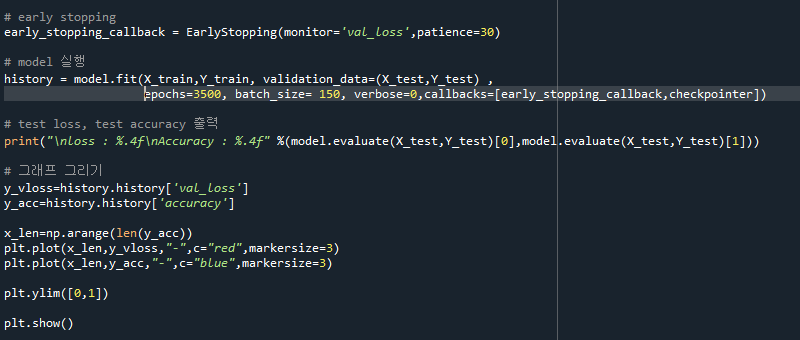 # early stopping
early_stopping_callback = EarlyStopping(monitor='val_loss',patience=30)
# model 실행
history = model.fit(X_train,Y_train, validation_data=(X_test,Y_test) ,
epochs=3500, batch_size= 150, verbose=0,callbacks=[early_stopping_callback,checkpointer])
# test loss, test accuracy 출력
print("\nloss : %.4f\nAccuracy : %.4f" %(model.evaluate(X_test,Y_test)[0],model.evaluate(X_test,Y_test)[1]))
# 그래프 그리기
y_vloss=history.history['val_loss']
y_acc=history.history['accuracy']
x_len=np.arange(len(y_acc))
plt.plot(x_len,y_vloss,"-",c="red",markersize=3)
plt.plot(x_len,y_acc,"-",c="blue",markersize=3)
plt.ylim([0,1])
plt.show()